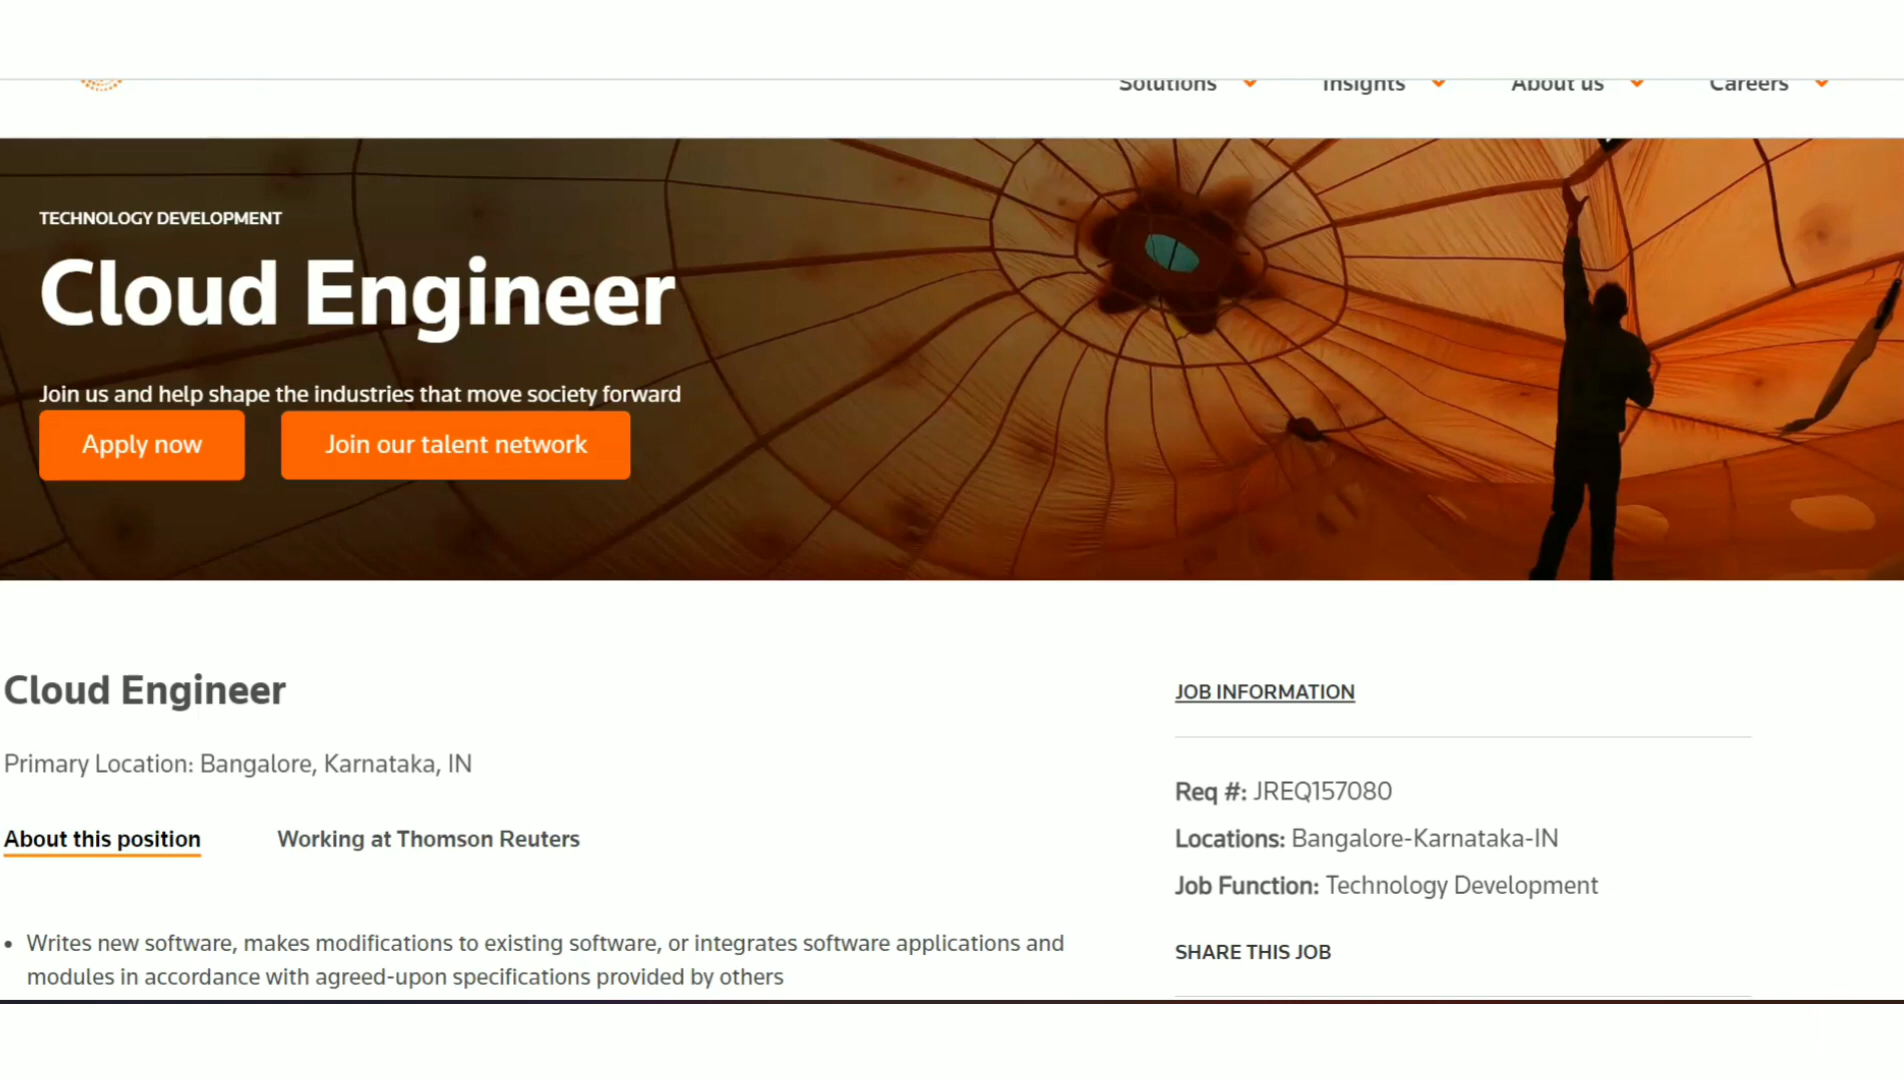 Solutions Insights About us Careers
TECHNOLOGY DEVELOPMENT
Cloud Engineer
Join us and help shape the industries that move society forward
Apply now Join our talent network
Cloud Engineer
Primary Location: Bangalore, Karnataka, IN
About this position Working at Thomson Reuters
• Writes new software, makes modifications to existing software, or integrates software applications and
modules in accordance with agreed-upon specifications provided by others
JOB INFORMATION
Req #: JREQ157080
Locations: Bangalore-Karnataka-IN
Job Function: Technology Development
SHARE THIS JOB